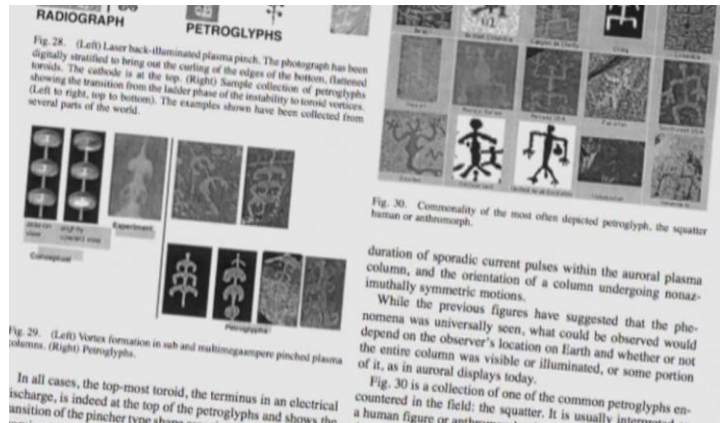 RADIOGRAPH
PETROGLYPHS
Fig. 28. (Left) Laser back-illuminated plasma pinch. The photograph has been
digitally stratified to bring out the curling of the edges of the bottom, flattened
toroids. The cathode is at the top. (Right) Sample collection of petroglyphs
showing the transition from the ladder phase of the instability to toroid vortices.
(Left to right, top to bottom). The examples shown have been collected from
several parts of the world.
view
Experiment
Conceptual
Petroglyphs
Fig. 29. (Left) Vortex formation in sub and multimegaampere pinched plasma
columns. (Right) Petroglyphs.
In all cases, the top-most toroid, the terminus in an electrical
discharge, is indeed at the top of the petroglyphs and shows the
transition of the pincher type shape
Fig. 30. Commonality of the most often depicted petroglyph, the squatter
human or anthromorph.
duration of sporadic current pulses within the auroral plasma
column, and the orientation of a column undergoing nonaz-
imuthally symmetric motions.
While the previous figures have suggested that the phe-
nomena was universally seen, what could be observed would
depend on the observer's location on Earth and whether or not
the entire column was visible or illuminated, or some portion
of it, as in auroral displays today.
Fig. 30 is a collection of one of the common petroglyphs en-
countered in the field: the squatter. It is usually interpreted as
a human figure or